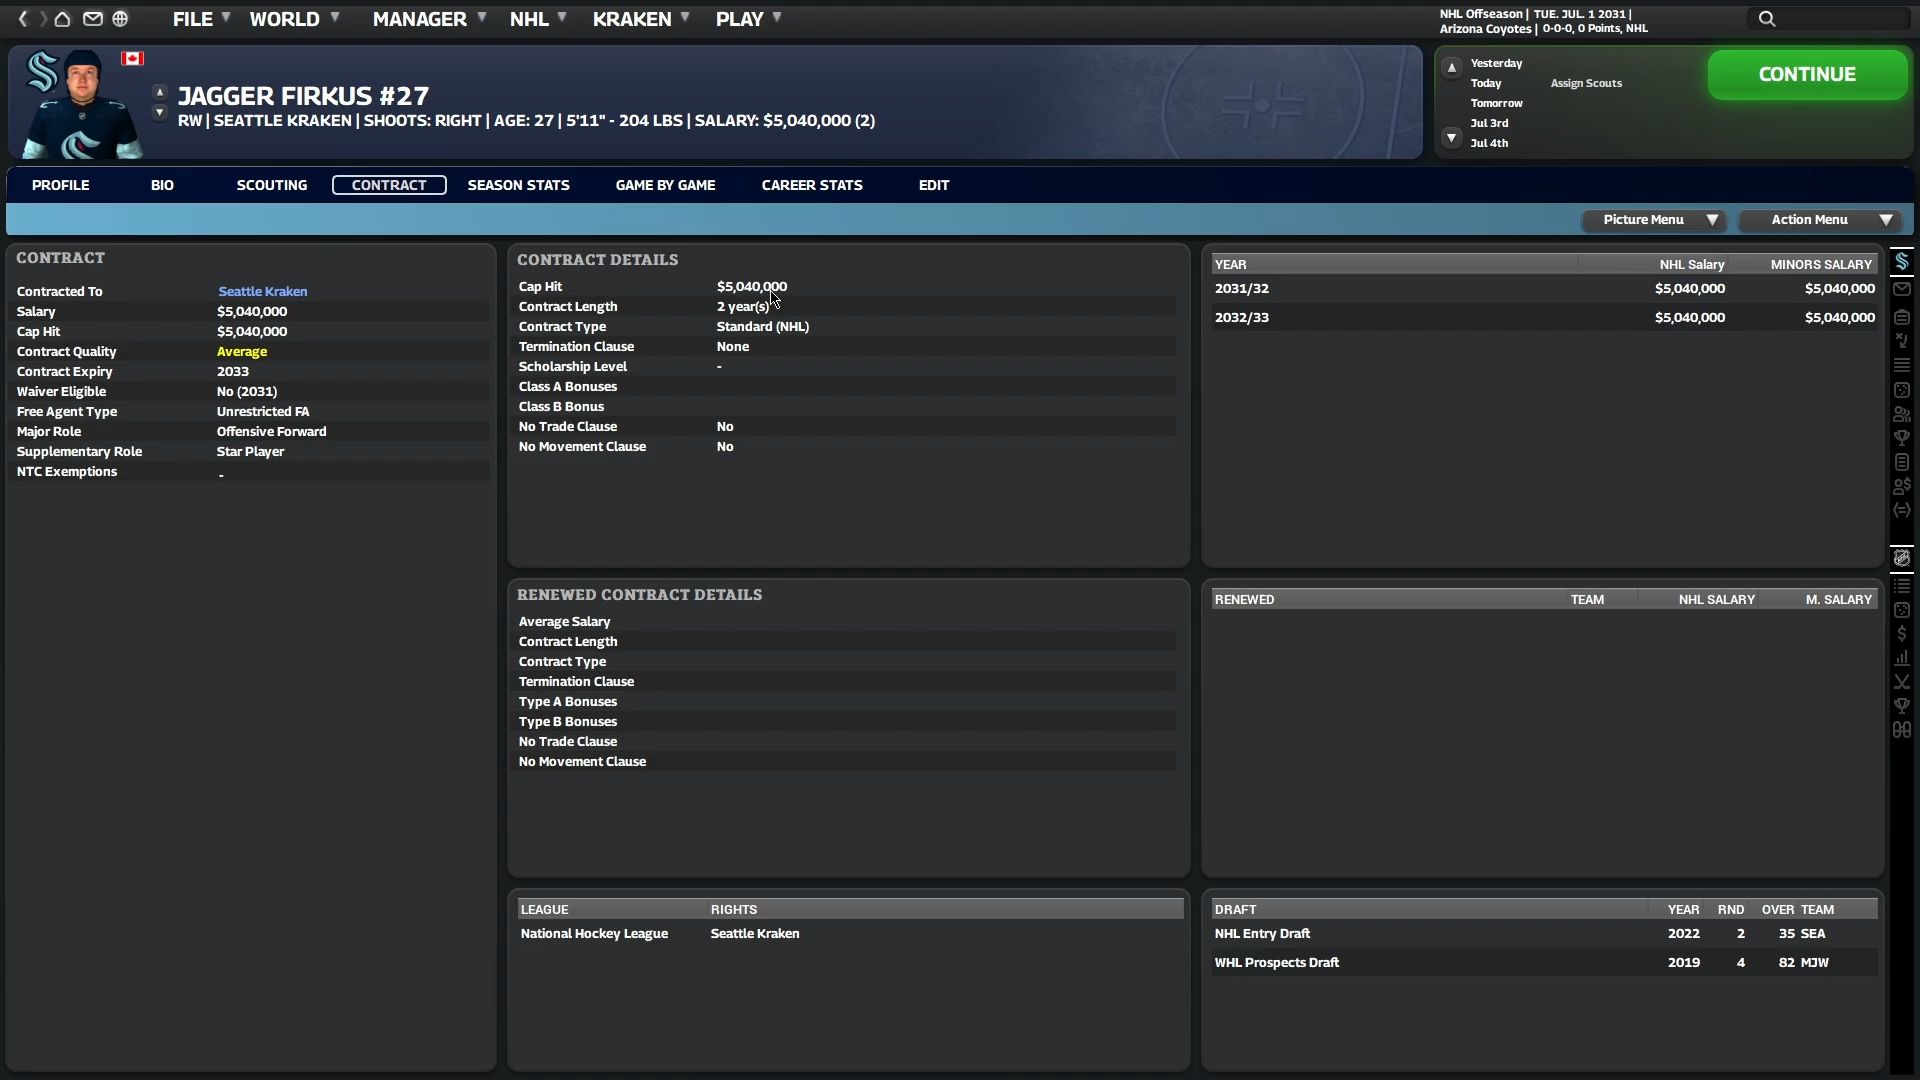 FILE WORLD MANAGER NHL KRAKEN PLAY
NHL Offseason | TUE. JUL. 1 2031 |
Arizona Coyotes | 0-0-0, 0 Points, NHL
JAGGER FIRKUS #27
RW | SEATTLE KRAKEN | SHOOTS: RIGHT | AGE: 27 | 5'11" - 204 LBS | SALARY: $5,040,000 (2)
Yesterday
Today Assign Scouts
Tomorrow
Jul 3rd
Jul 4th
CONTINUE
PROFILE BIO SCOUTING CONTRACT SEASON STATS GAME BY GAME CAREER STATS EDIT
Picture Menu Action Menu
CONTRACT
Contracted To Seattle Kraken
Salary $5,040,000
Cap Hit $5,040,000
Contract Quality Average
Contract Expiry 2033
Waiver Eligible No (2031)
Free Agent Type Unrestricted FA
Major Role Offensive Forward
Supplementary Role Star Player
NTC Exemptions -
CONTRACT DETAILS
Cap Hit $5,040,000
Contract Length 2 year(s)
Contract Type Standard (NHL)
Termination Clause None
Scholarship Level -
Class A Bonuses
Class B Bonus
No Trade Clause No
No Movement Clause No
YEAR NHL Salary MINORS SALARY
2031/32 $5,040,000 $5,040,000
2032/33 $5,040,000 $5,040,000
RENEWED CONTRACT DETAILS
Average Salary
Contract Length
Contract Type
Termination Clause
Type A Bonuses
Type B Bonuses
No Trade Clause
No Movement Clause
RENEWED TEAM NHL SALARY M. SALARY
LEAGUE RIGHTS
National Hockey League Seattle Kraken
DRAFT YEAR RND OVER TEAM
NHL Entry Draft 2022 2 35 SEA
WHL Prospects Draft 2019 4 82 MJW